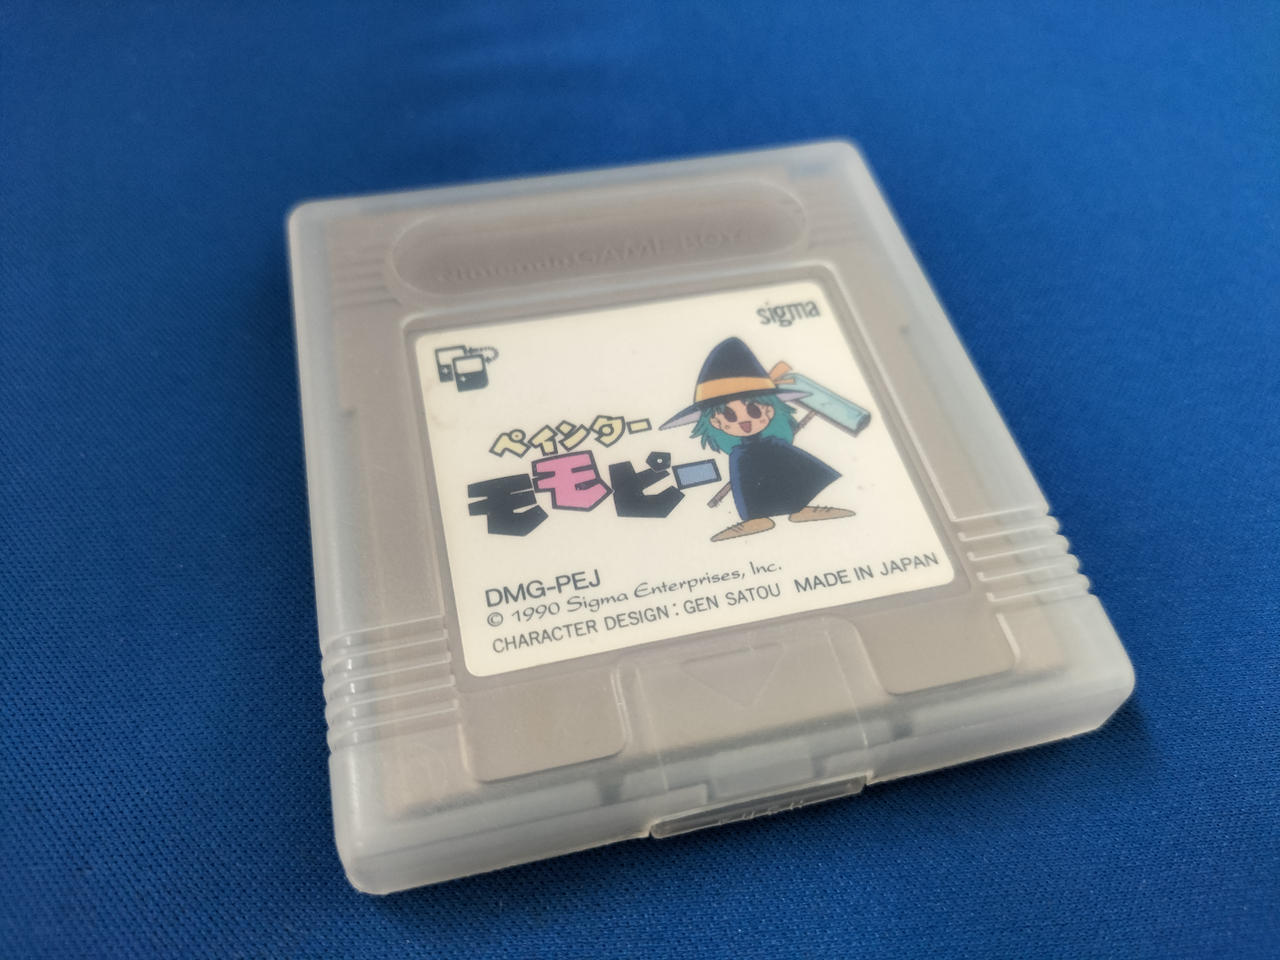 Nintendo GAME BOY
sigma
ペインター
モモピー
DMG-PEJ
© 1990 Sigma Enterprises, Inc.
CHARACTER DESIGN : GEN SATOU MADE IN JAPAN